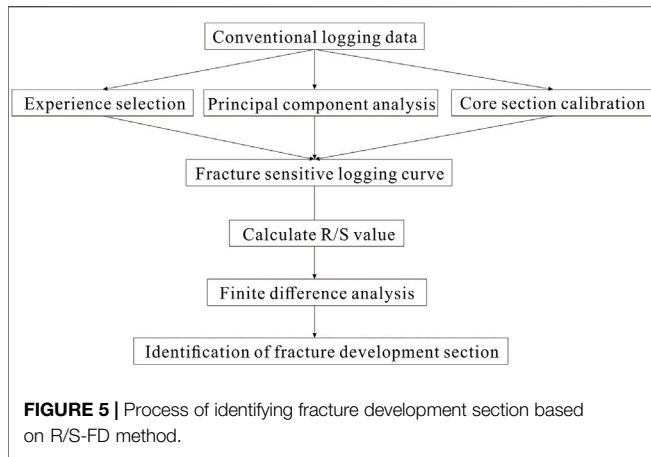 Conventional logging data
Experience selection
Principal component analysis
Core section calibration
Fracture sensitive logging curve
Calculate R/S value
Finite difference analysis
Identification of fracture development section
FIGURE 5 | Process of identifying fracture development section based
on R/S-FD method.